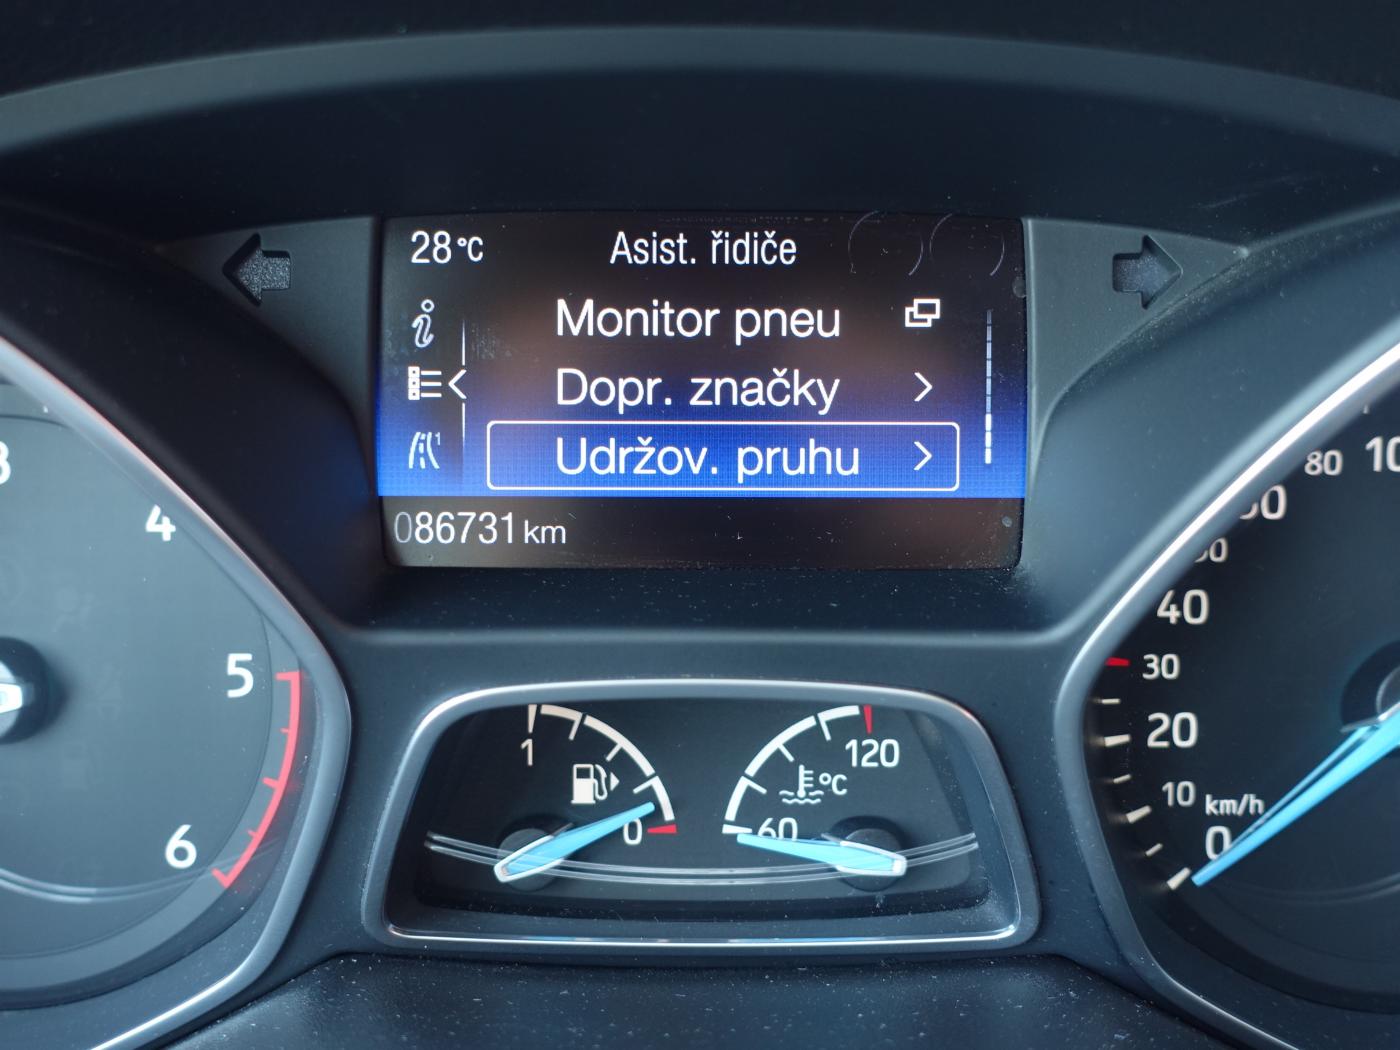 28°C Asist. řidiče
Monitor pneu
Dopr. značky
Udržov. pruhu
086731 km
3
4
5
6
1
0
120
°C
60
80
40
30
20
10 km/h
0